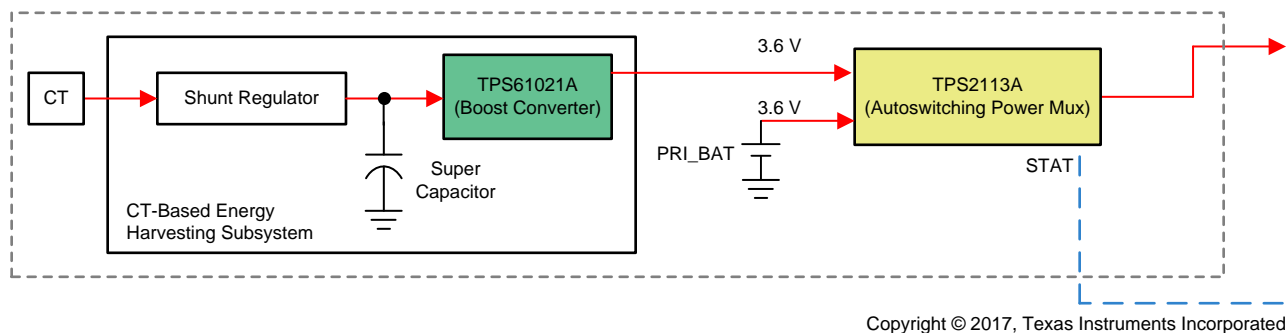 CT
Shunt Regulator
TPS61021A
(Boost Converter)
Super
Capacitor
CT-Based Energy
Harvesting Subsystem
3.6 V
3.6 V
PRI_BAT
TPS2113A
(Autoswitching Power Mux)
STAT
Copyright © 2017, Texas Instruments Incorporated